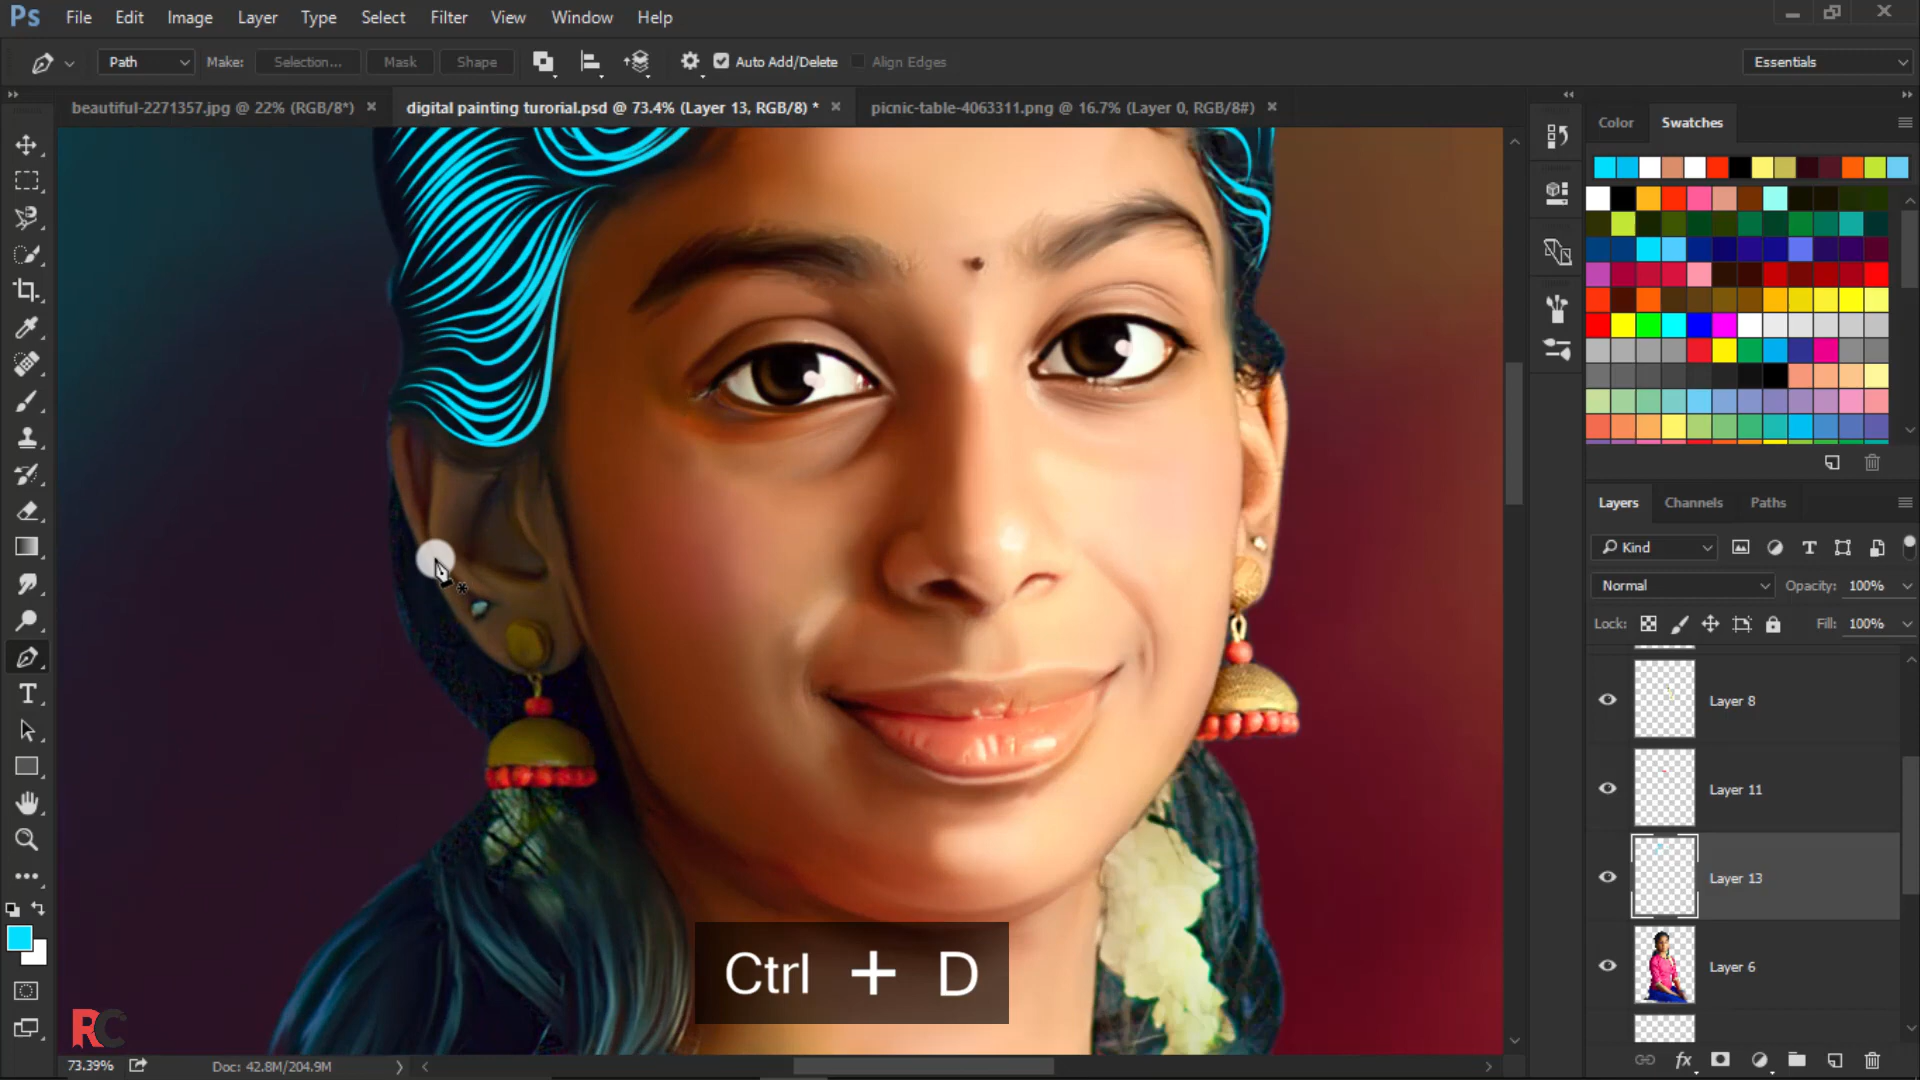 Ps File Edit Image Layer Type Select Filter View Window Help
Path Make: Selection... Mask Shape Auto Add/Delete Align Edges Essentials
beautiful-2271357.jpg @ 22% (RGB/8*) digital painting turorial.psd @ 73.4% (Layer 13, RGB/8) * picnic-table-4063311.png @ 16.7% (Layer 0, RGB/8#)
Color Swatches
Layers Channels Paths
Kind
Normal Opacity: 100%
Lock: Fill: 100%
Layer 8
Layer 11
Layer 13
Layer 6
Ctrl + D
RC
73.39% Doc: 42.8M/204.9M